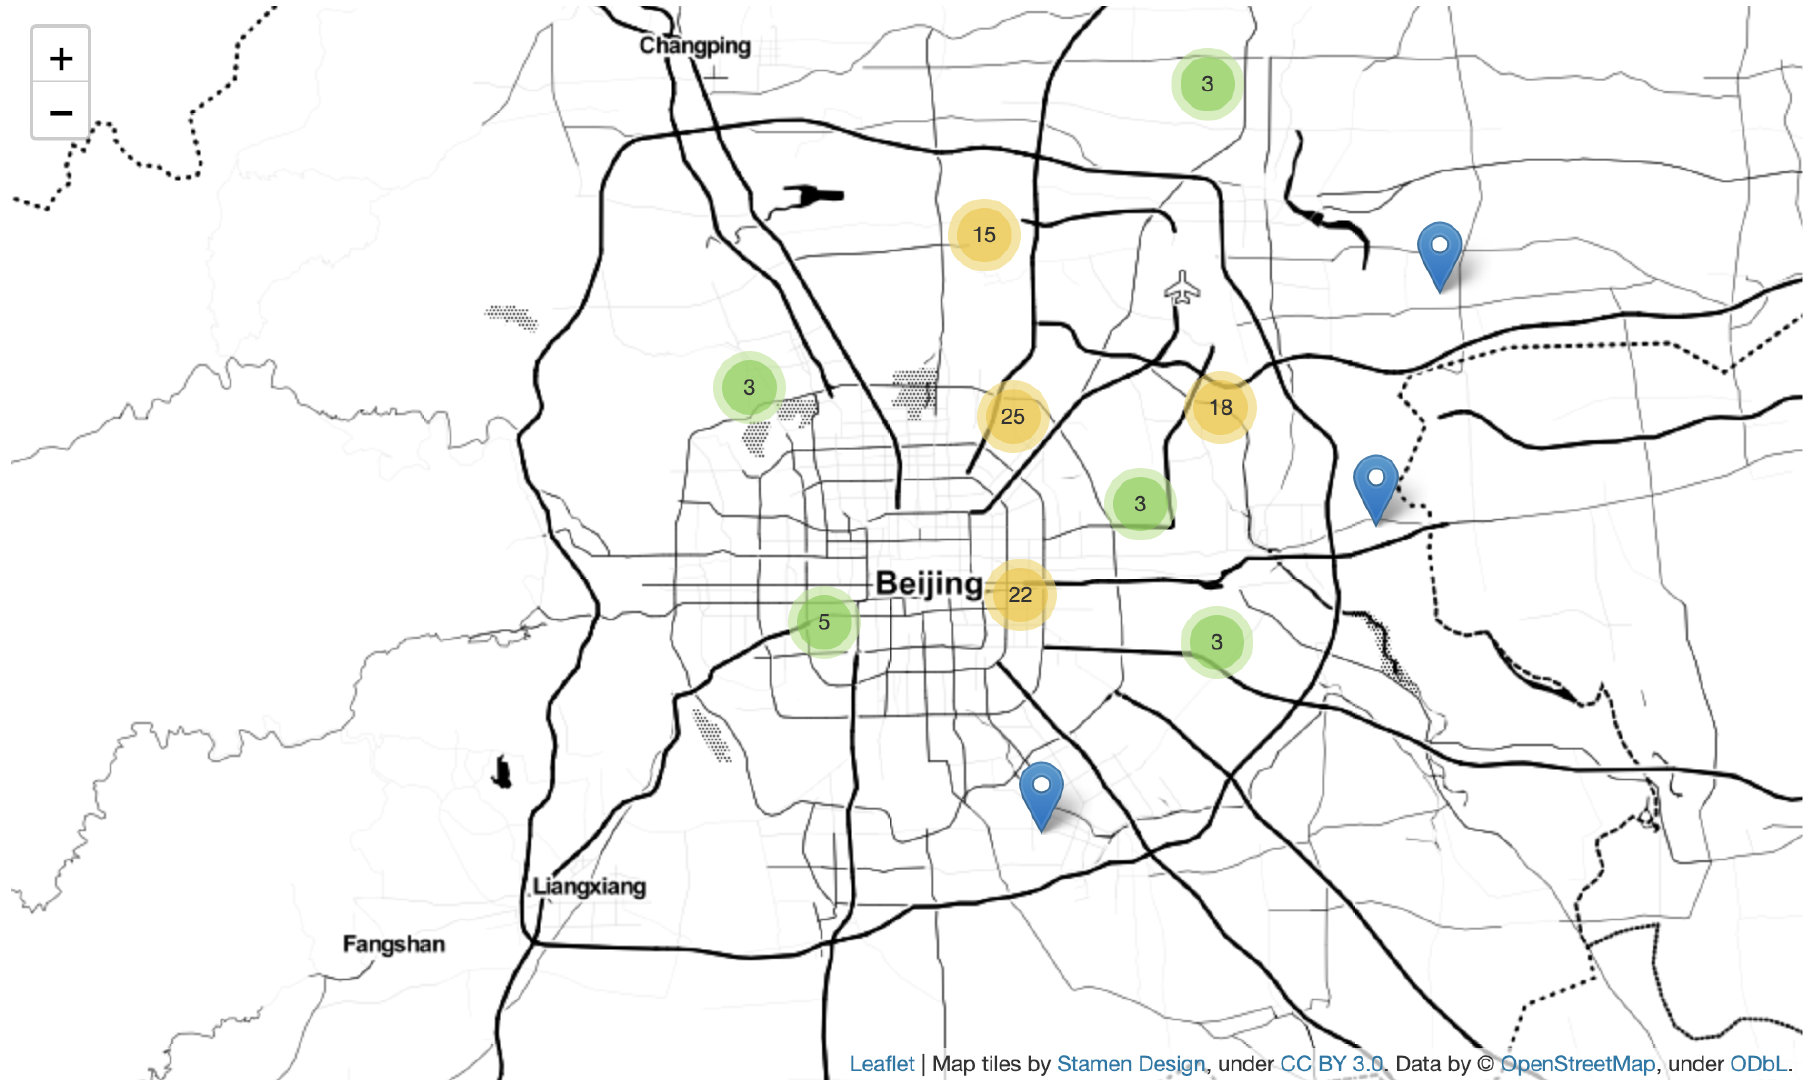 +
Changping
3
−
15
3
25
18
3
Beijing
22
5
3
Liangxiang
Fangshan
Leaflet | Map tiles by Stamen Design, under CC BY 3.0. Data by © OpenStreetMap, under ODbL.